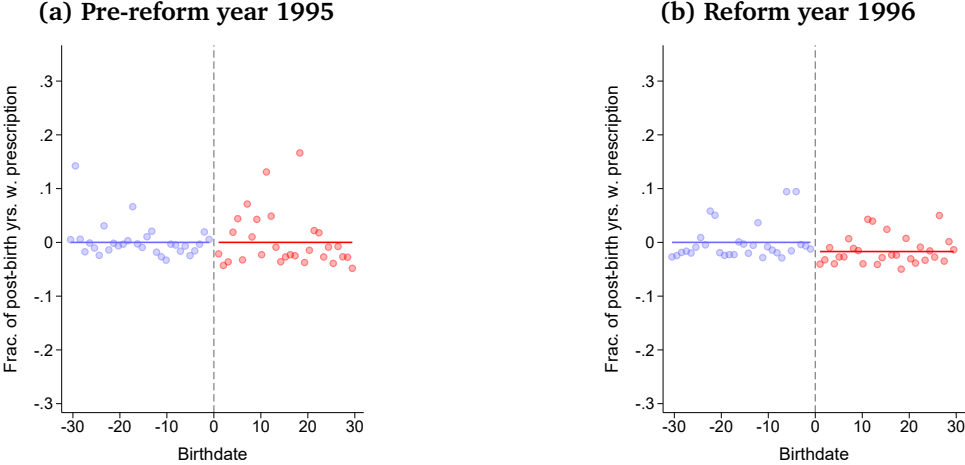 (a) Pre-reform year 1995
Frac. of post-birth yrs. w. prescription
.3
.2
.1
0
-.1
-.2
-.3
-30 -20 -10 0 10 20 30
Birthdate
(b) Reform year 1996
Frac. of post-birth yrs. w. prescription
.3
.2
.1
0
-.1
-.2
-.3
-30 -20 -10 0 10 20 30
Birthdate